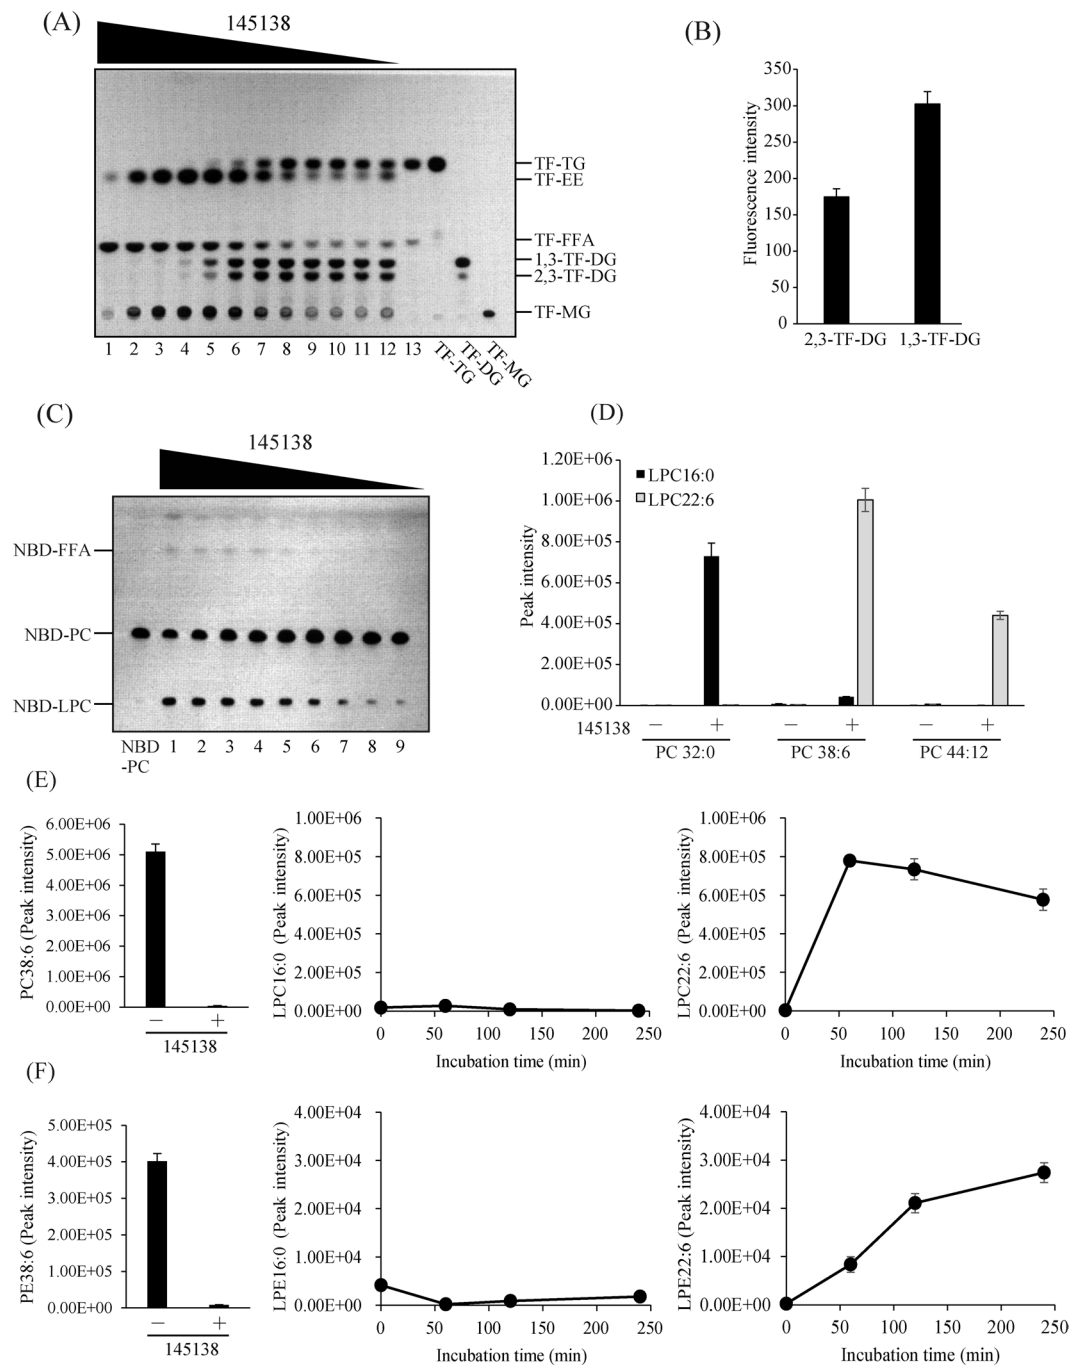 (A)
145138
TF-TG
TF-EE
TF-FFA
1,3-TF-DG
2,3-TF-DG
TF-MG
1 2 3 4 5 6 7 8 9 10 11 12 13 TF-TG TF-DG TF-MG
(B)
Fluorescence intensity
350
300
250
200
150
100
50
0
2,3-TF-DG 1,3-TF-DG
(C)
145138
NBD-FFA
NBD-PC
NBD-LPC
NBD 1 2 3 4 5 6 7 8 9
-PC
(D)
Peak intensity
LPC16:0
LPC22:6
1.20E+06
1.00E+06
8.00E+05
6.00E+05
4.00E+05
2.00E+05
0.00E+00
145138 − + − + − +
PC 32:0 PC 38:6 PC 44:12
(E)
PC38:6 (Peak intensity)
6.00E+06
5.00E+06
4.00E+06
3.00E+06
2.00E+06
1.00E+06
0.00E+00
− +
145138
LPC16:0 (Peak intensity)
1.00E+06
8.00E+05
6.00E+05
4.00E+05
2.00E+05
0.00E+00
0 50 100 150 200 250
Incubation time (min)
LPC22:6 (Peak intensity)
1.00E+06
8.00E+05
6.00E+05
4.00E+05
2.00E+05
0.00E+00
0 50 100 150 200 250
Incubation time (min)
(F)
PE38:6 (Peak intensity)
5.00E+05
4.00E+05
3.00E+05
2.00E+05
1.00E+05
0.00E+00
− +
145138
LPE16:0 (Peak intensity)
4.00E+04
3.00E+04
2.00E+04
1.00E+04
0.00E+00
0 50 100 150 200 250
Incubation time (min)
LPE22:6 (Peak intensity)
4.00E+04
3.00E+04
2.00E+04
1.00E+04
0.00E+00
0 50 100 150 200 250
Incubation time (min)